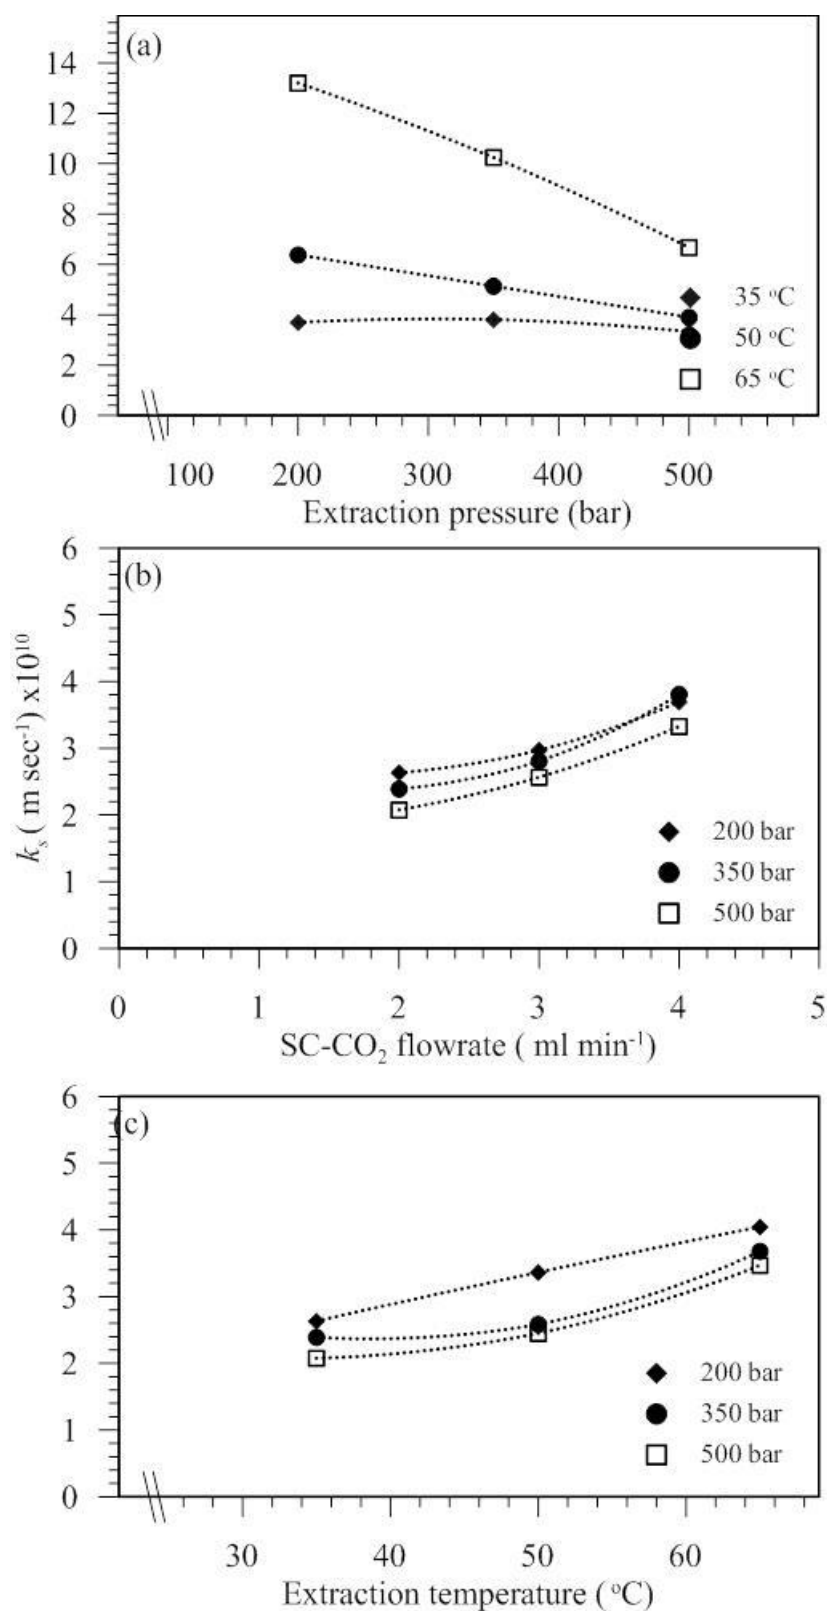 (a)
14
12
10
8
6
4
2
0
35 °C
50 °C
65 °C
100 200 300 400 500
Extraction pressure (bar)
(b)
6
5
4
3
2
1
0
kₛ ( m sec⁻¹) x10¹⁰
200 bar
350 bar
500 bar
0 1 2 3 4 5
SC-CO₂ flowrate ( ml min⁻¹)
(c)
6
5
4
3
2
1
0
200 bar
350 bar
500 bar
30 40 50 60
Extraction temperature ( °C)